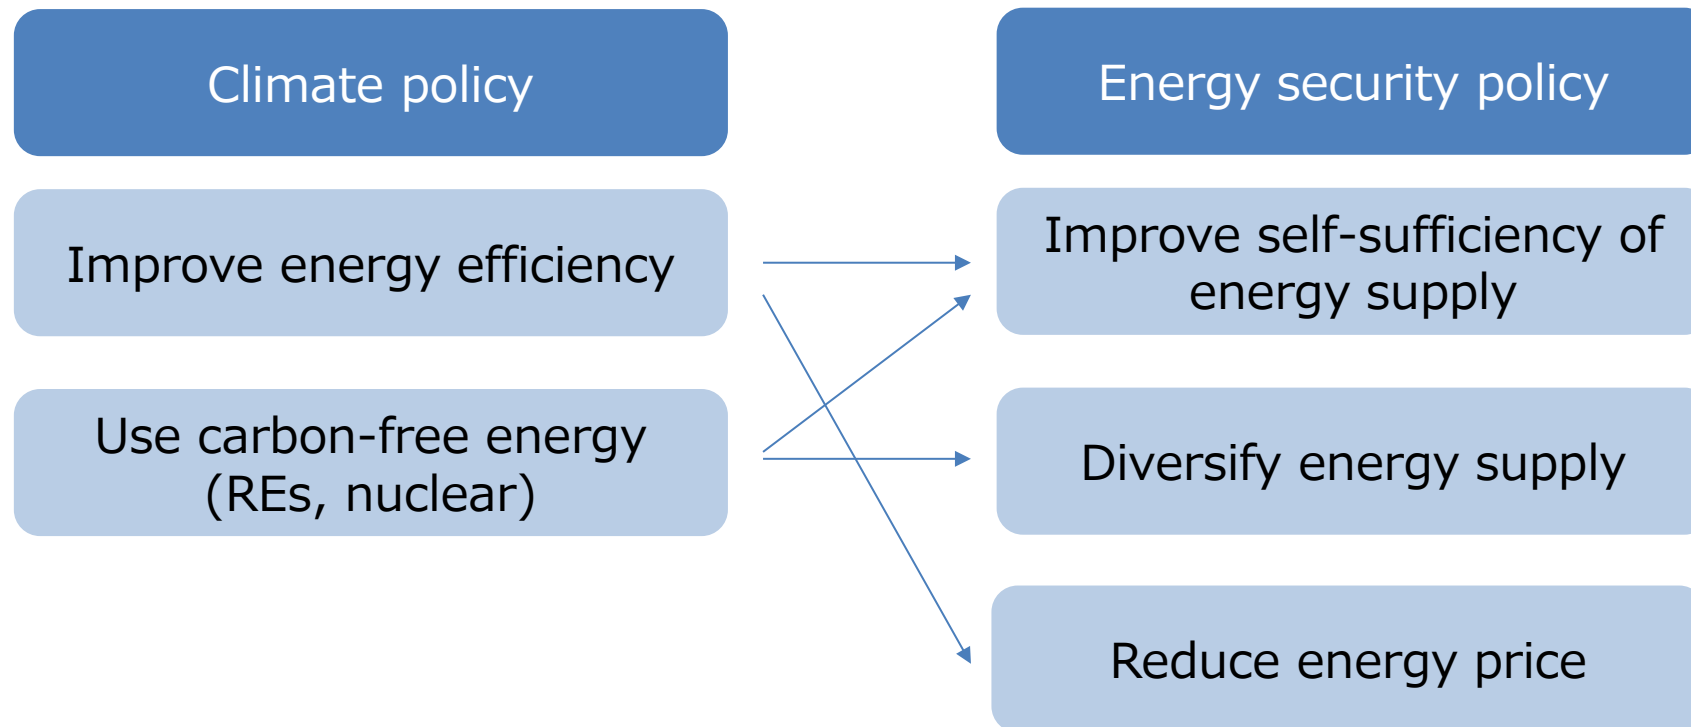 Climate policy
Energy security policy
Improve energy efficiency
Improve self-sufficiency of
energy supply
Use carbon-free energy
(REs, nuclear)
Diversify energy supply
Reduce energy price